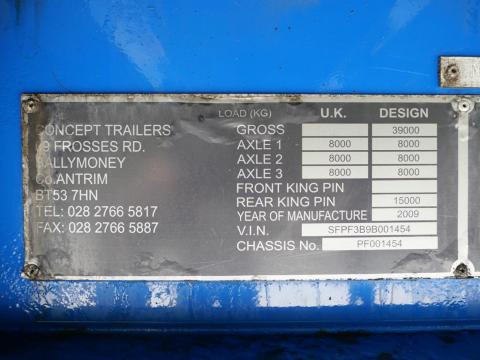 CONCEPT TRAILERS
FROSSES RD.
BALLYMONEY
Co.ANTRIM
BT53 7HN
TEL: 028 2766 5817
FAX: 028 2766 5887
LOAD (KG) U.K. DESIGN
GROSS 39000
AXLE 1 8000 8000
AXLE 2 8000 8000
AXLE 3 8000 8000
FRONT KING PIN
REAR KING PIN 15000
YEAR OF MANUFACTURE 2009
V.I.N. SFPF3B9B001454
CHASSIS No. PF001454